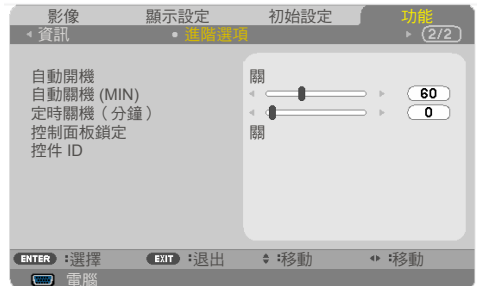 影像 顯示設定 初始設定 功能
資訊 • 進階選項 (2/2)
自動開機 關
自動關機 (MIN) 60
定時關機（分鐘） 0
控制面板鎖定 關
控件 ID
ENTER :選擇 EXIT :退出 :移動 :移動
電腦